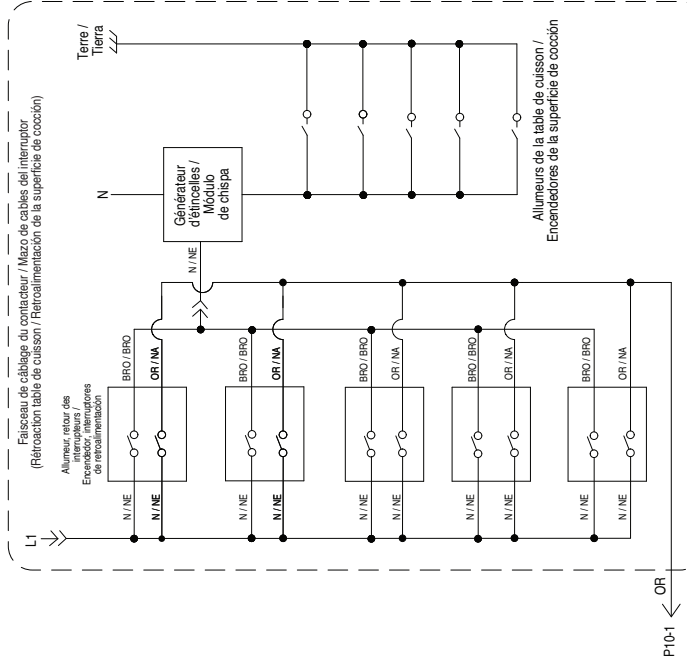 Faisceau de câblage du contacteur / Mazo de cables del interruptor
(Rétroaction table de cuisson / Retroalimentación de la superficie de cocción)
L1
Allumeur, retour des
interrupteurs /
Encendedor, interruptores
de retroalimentación
N
Terre /
Tierra
Générateur
d'étincelles /
Módulo
de chispa
N / NE
Allumeurs de la table de cuisson /
Encendedores de la superficie de cocción
N / NE
BRO / BRO
N / NE
OR / NA
N / NE
BRO / BRO
N / NE
OR / NA
N / NE
BRO / BRO
N / NE
OR / NA
N / NE
BRO / BRO
N / NE
OR / NA
N / NE
BRO / BRO
N / NE
OR / NA
P10-1
OR